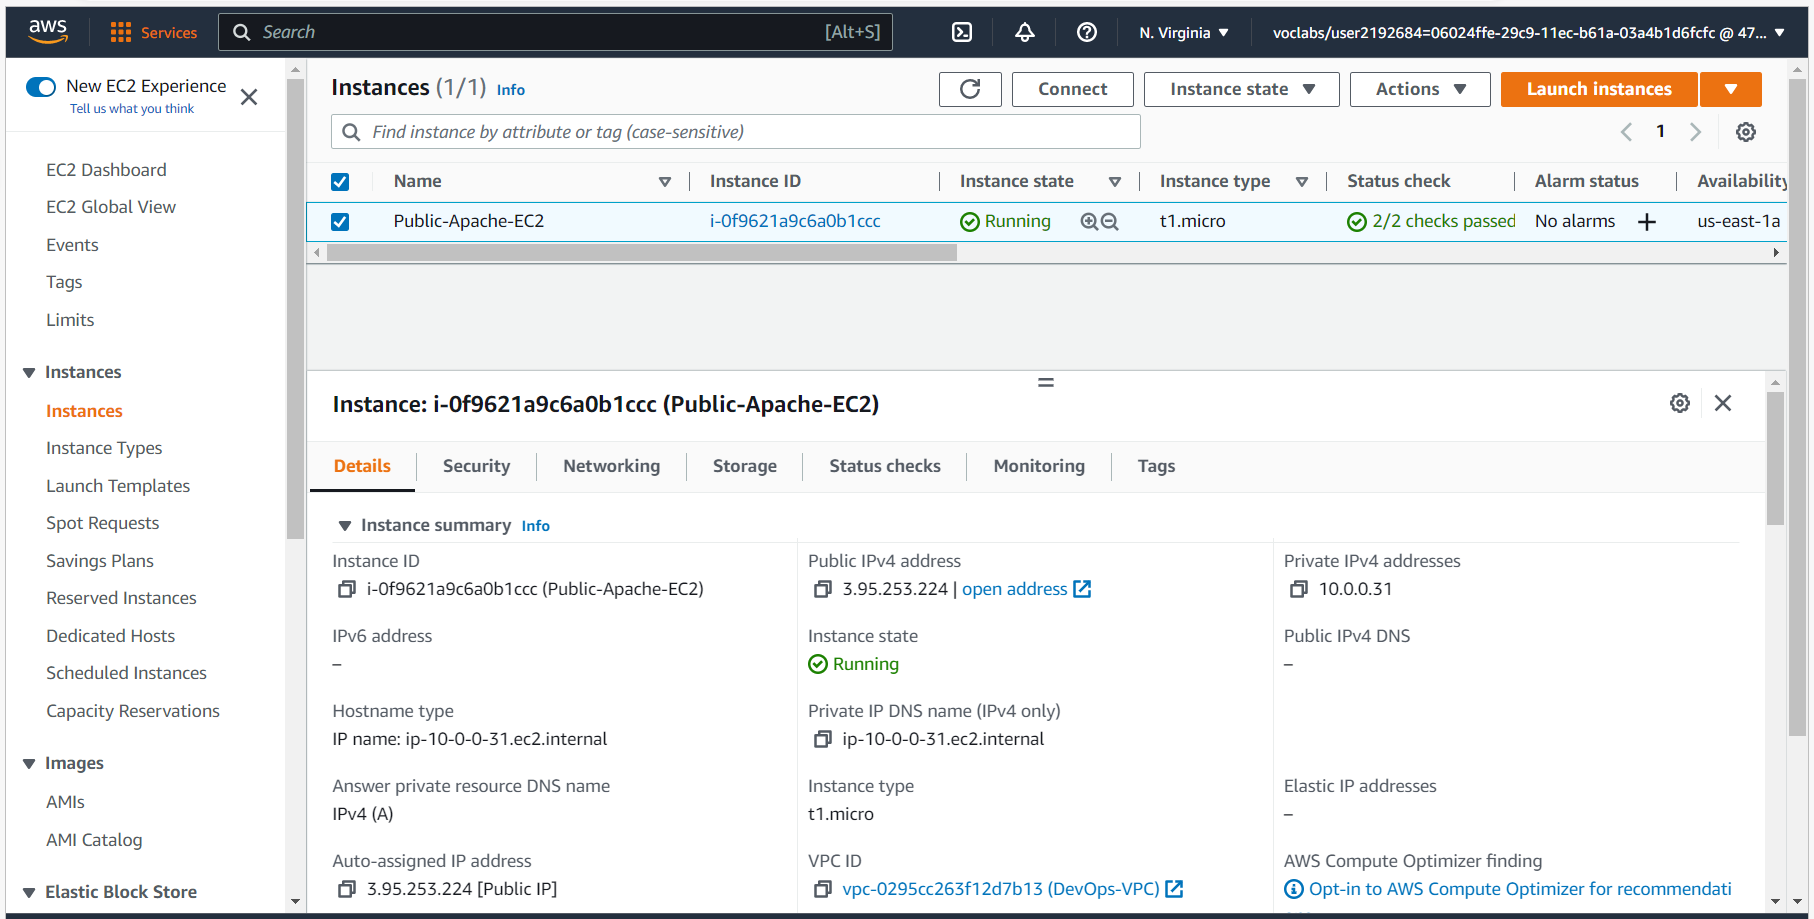 aws
Services
Search
[Alt+S]
N. Virginia
voclabs/user2192684=06024ffe-29c9-11ec-b61a-03a4b1d6fcfc @ 47...
New EC2 Experience
Tell us what you think
EC2 Dashboard
EC2 Global View
Events
Tags
Limits
Instances
Instances
Instance Types
Launch Templates
Spot Requests
Savings Plans
Reserved Instances
Dedicated Hosts
Scheduled Instances
Capacity Reservations
Images
AMIs
AMI Catalog
Elastic Block Store
Instances (1/1) Info
Connect
Instance state
Actions
Launch instances
Find instance by attribute or tag (case-sensitive)
1
Name Instance ID Instance state Instance type Status check Alarm status Availability
Public-Apache-EC2 i-0f9621a9c6a0b1ccc Running t1.micro 2/2 checks passed No alarms + us-east-1a
Instance: i-0f9621a9c6a0b1ccc (Public-Apache-EC2)
Details Security Networking Storage Status checks Monitoring Tags
Instance summary Info
Instance ID
i-0f9621a9c6a0b1ccc (Public-Apache-EC2)
Public IPv4 address
3.95.253.224 | open address
Private IPv4 addresses
10.0.0.31
IPv6 address
–
Instance state
Running
Public IPv4 DNS
–
Hostname type
IP name: ip-10-0-0-31.ec2.internal
Private IP DNS name (IPv4 only)
ip-10-0-0-31.ec2.internal
Answer private resource DNS name
IPv4 (A)
Instance type
t1.micro
Elastic IP addresses
–
Auto-assigned IP address
3.95.253.224 [Public IP]
VPC ID
vpc-0295cc263f12d7b13 (DevOps-VPC)
AWS Compute Optimizer finding
Opt-in to AWS Compute Optimizer for recommendati